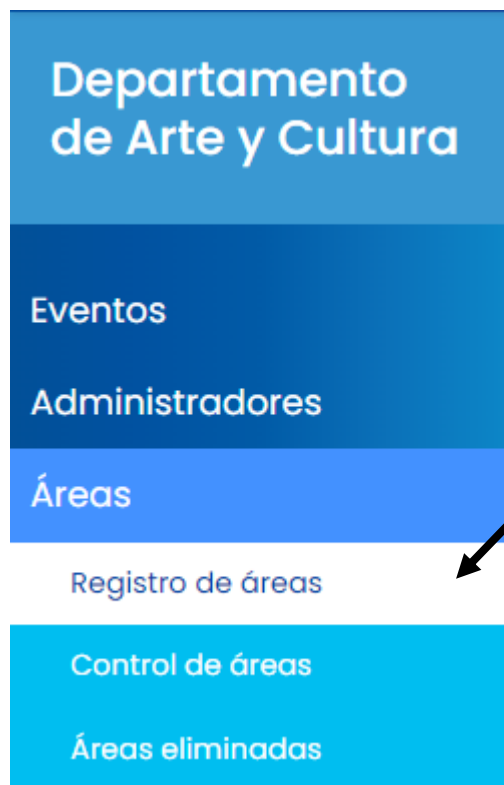 Departamento
de Arte y Cultura
Eventos
Administradores
Áreas
Registro de áreas
Control de áreas
Áreas eliminadas